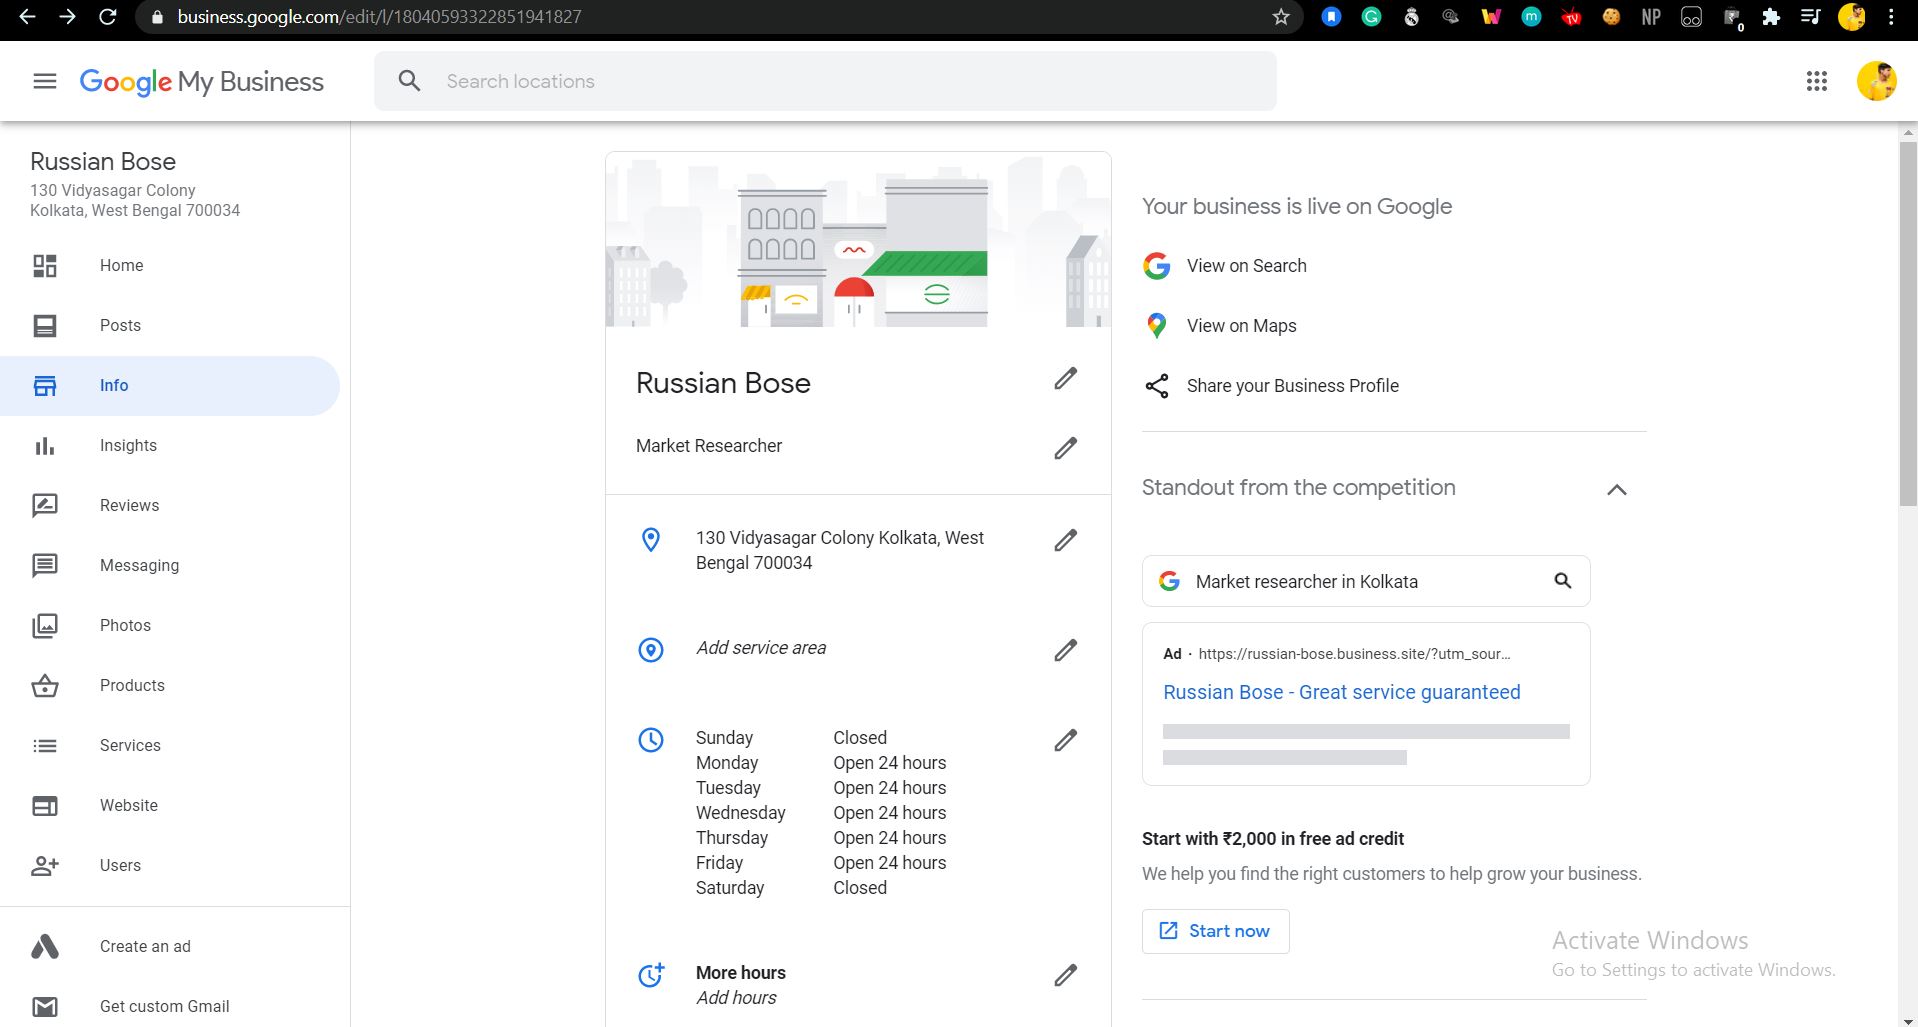 business.google.com/edit/l/18040593322851941827
NP
0
Google My Business
Search locations
Russian Bose
130 Vidyasagar Colony
Kolkata, West Bengal 700034
Home
Posts
Info
Insights
Reviews
Messaging
Photos
Products
Services
Website
Users
Create an ad
Get custom Gmail
Russian Bose
Market Researcher
130 Vidyasagar Colony Kolkata, West
Bengal 700034
Add service area
Sunday Closed
Monday Open 24 hours
Tuesday Open 24 hours
Wednesday Open 24 hours
Thursday Open 24 hours
Friday Open 24 hours
Saturday Closed
More hours
Add hours
Your business is live on Google
View on Search
View on Maps
Share your Business Profile
Standout from the competition
Market researcher in Kolkata
Ad · https://russian-bose.business.site/?utm_sour...
Russian Bose - Great service guaranteed
Start with ₹2,000 in free ad credit
We help you find the right customers to help grow your business.
Start now
Activate Windows
Go to Settings to activate Windows.